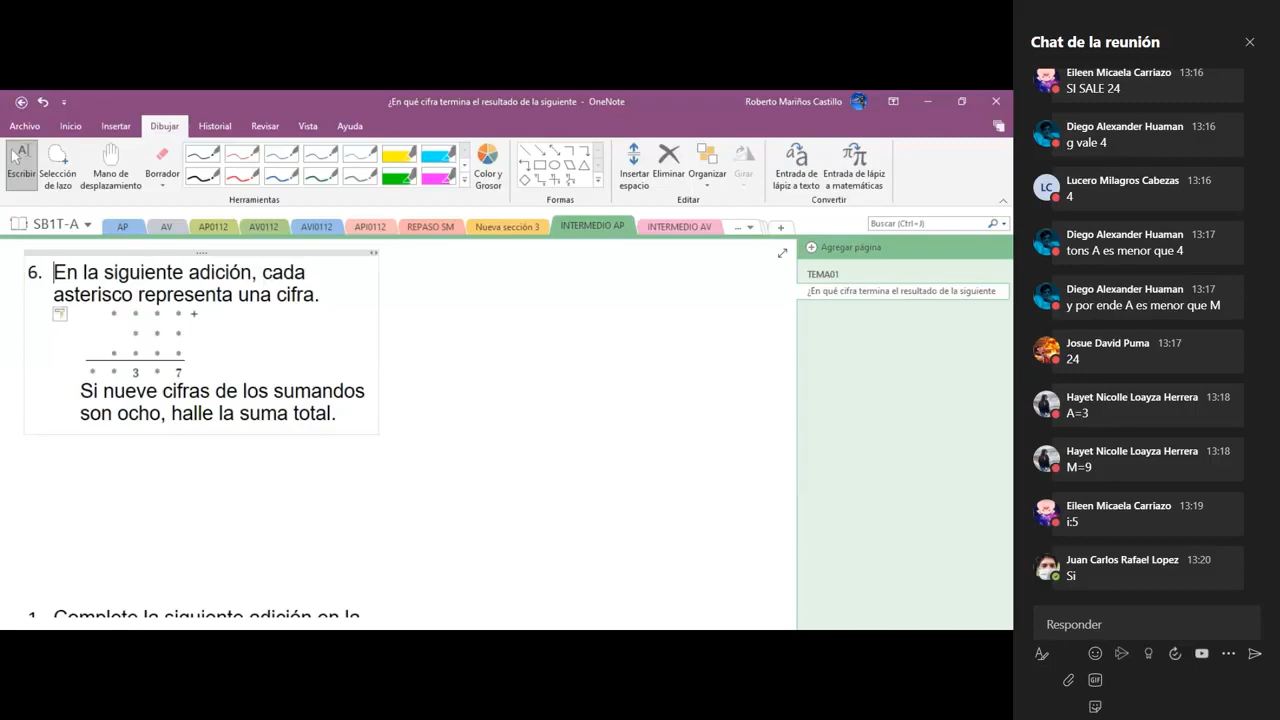 Chat de la reunión
Eileen Micaela Carriazo 13:16
SI SALE 24
Diego Alexander Huaman 13:16
g vale 4
LC Lucero Milagros Cabezas 13:16
4
Diego Alexander Huaman 13:17
tons A es menor que 4
Diego Alexander Huaman 13:17
y por ende A es menor que M
Josue David Puma 13:17
24
Hayet Nicolle Loayza Herrera 13:18
A=3
Hayet Nicolle Loayza Herrera 13:18
M=9
Eileen Micaela Carriazo 13:19
i:5
Juan Carlos Rafael Lopez 13:20
Si
Responder
GIF
¿En qué cifra termina el resultado de la siguiente - OneNote
Roberto Mariños Castillo
Archivo Inicio Insertar Dibujar Historial Revisar Vista Ayuda
Escribir Selección de lazo Mano de desplazamiento Borrador Color y Grosor Insertar espacio Eliminar Organizar Girar Entrada de lápiz a texto Entrada de lápiz a matemáticas
Herramientas Formas Editar Convertir
SB1T-A AP AV AP0112 AV0112 AVI0112 API0112 REPASO SM Nueva sección 3 INTERMEDIO AP INTERMEDIO AV ... + Buscar (Ctrl+J)
Agregar página
TEMA01
¿En qué cifra termina el resultado de la siguiente
6. En la siguiente adición, cada
asterisco representa una cifra.
* * * * +
* * *
* * * *
* * 3 * 7
Si nueve cifras de los sumandos
son ocho, halle la suma total.
1. Complete la siguiente adición en la